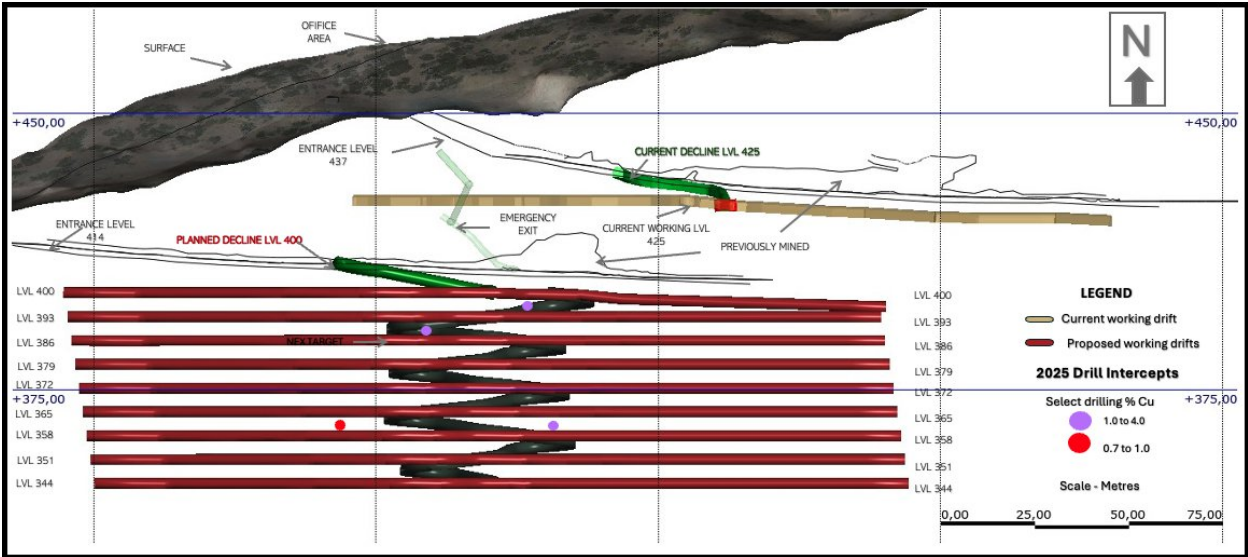 OFIFICE
AREA
SURFACE
N
+450,00
+450,00
ENTRANCE LEVEL
437
CURRENT DECLINE LVL 425
ENTRANCE LEVEL
414
EMERGENCY
EXIT
CURRENT WORKING LVL
425
PREVIOUSLY MINED
PLANNED DECLINE LVL 400
LVL 400
LVL 400
LVL 393
LVL 393
LVL 386
NEX TARGET
LVL 386
LVL 379
LVL 379
LVL 372
LVL 372
+375,00
+375,00
LVL 365
LVL 365
LVL 358
LVL 358
LVL 351
LVL 351
LVL 344
LVL 344
LEGEND
Current working drift
Proposed working drifts
2025 Drill Intercepts
Select drilling % Cu
1.0 to 4.0
0.7 to 1.0
Scale - Metres
0,00
25,00
50,00
75,00